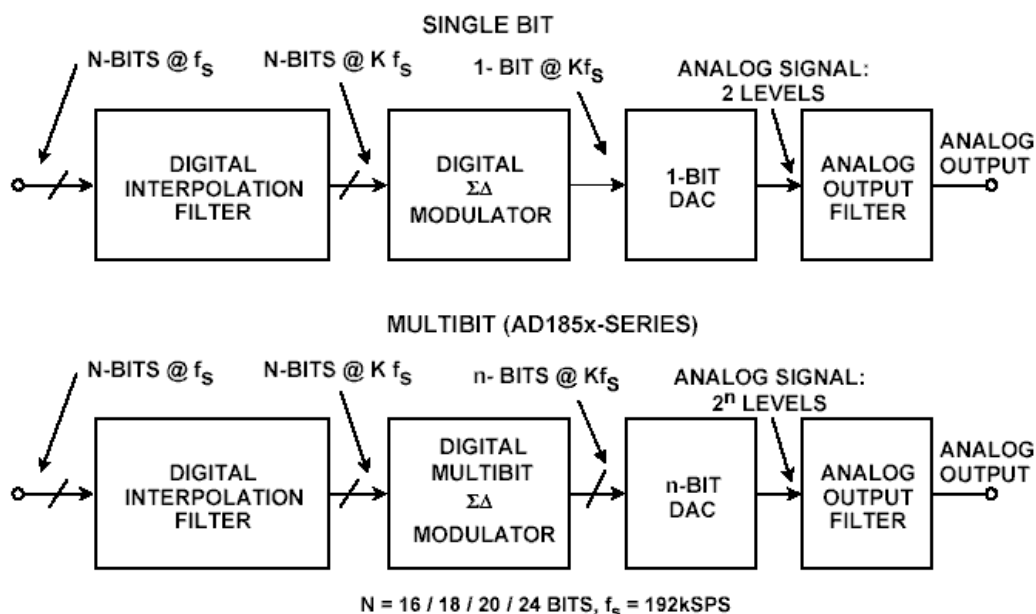 SINGLE BIT
N-BITS @ fS
N-BITS @ K fS
1- BIT @ KfS
ANALOG SIGNAL:
2 LEVELS
DIGITAL
INTERPOLATION
FILTER
DIGITAL
ΣΔ
MODULATOR
1-BIT
DAC
ANALOG
OUTPUT
FILTER
ANALOG
OUTPUT
MULTIBIT (AD185x-SERIES)
N-BITS @ fS
N-BITS @ K fS
n- BITS @ KfS
ANALOG SIGNAL:
2^n LEVELS
DIGITAL
INTERPOLATION
FILTER
DIGITAL
MULTIBIT
ΣΔ
MODULATOR
n-BIT
DAC
ANALOG
OUTPUT
FILTER
ANALOG
OUTPUT
N = 16 / 18 / 20 / 24 BITS, fs = 192kSPS